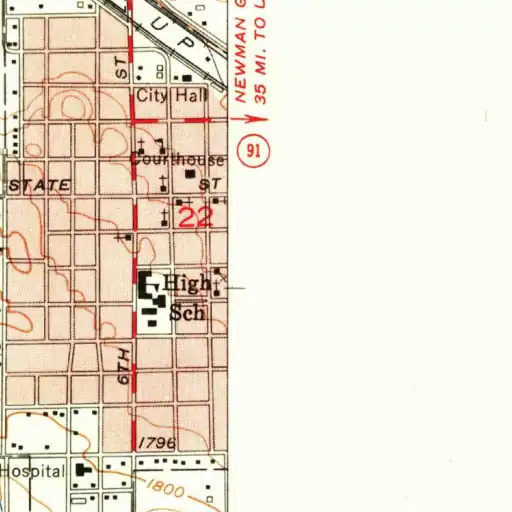 U P
NEWMAN G
35 MI. TO L
ST
City Hall
91
Courthouse
STATE
ST
22
High
Sch
6TH
1796
Hospital
1800